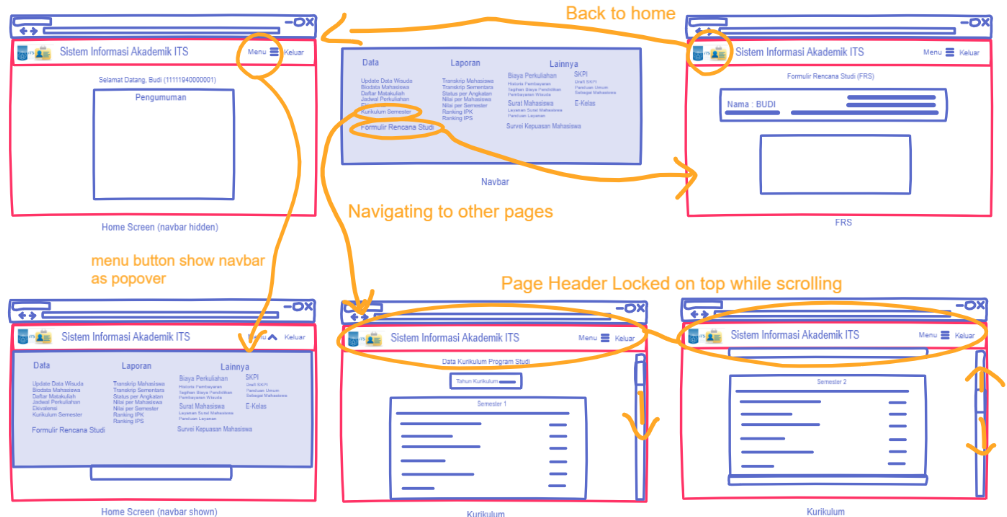 Back to home
Sistem Informasi Akademik ITS
Menu
Keluar
Selamat Datang, Budi (11111940000001)
Pengumuman
Home Screen (navbar hidden)
Data
Update Data Wisuda
Biodata Mahasiswa
Daftar Matakuliah
Jadwal Perkuliahan
Kurikulum Semester
Formulir Rencana Studi
Laporan
Transkrip Mahasiswa
Transkrip Sementara
Status per Angkatan
Nilai per Mahasiswa
Nilai per Semester
Ranking IPK
Ranking IPS
Lainnya
Biaya Perkuliahan
Historis Pembayaran
Tagihan Biaya Pendidikan
Pembayaran Wisuda
Surat Mahasiswa
Layanan Surat Mahasiswa
Panduan Layanan
Survei Kepuasan Mahasiswa
SKPI
Unsit SKPI
Panduan Umum
Sebagai Mahasiswa
E-Kelas
Navbar
Sistem Informasi Akademik ITS
Menu
Keluar
Formulir Rencana Studi (FRS)
Nama : BUDI
FRS
Navigating to other pages
menu button show navbar
as popover
Page Header Locked on top while scrolling
Sistem Informasi Akademik ITS
Menu
Keluar
Data
Update Data Wisuda
Biodata Mahasiswa
Daftar Matakuliah
Jadwal Perkuliahan
Ekivalensi
Kurikulum Semester
Formulir Rencana Studi
Laporan
Transkrip Mahasiswa
Transkrip Sementara
Status per Angkatan
Nilai per Mahasiswa
Nilai per Semester
Ranking IPK
Ranking IPS
Lainnya
Biaya Perkuliahan
Historis Pembayaran
Tagihan Biaya Pendidikan
Pembayaran Wisuda
Surat Mahasiswa
Layanan Surat Mahasiswa
Panduan Layanan
Survei Kepuasan Mahasiswa
SKPI
Unsit SKPI
Panduan Umum
Sebagai Mahasiswa
E-Kelas
Home Screen (navbar shown)
Sistem Informasi Akademik ITS
Menu
Keluar
Data Kurikulum Program Studi
Tahun Kurikulum
Semester 1
Kurikulum
Sistem Informasi Akademik ITS
Menu
Keluar
Semester 2
Kurikulum